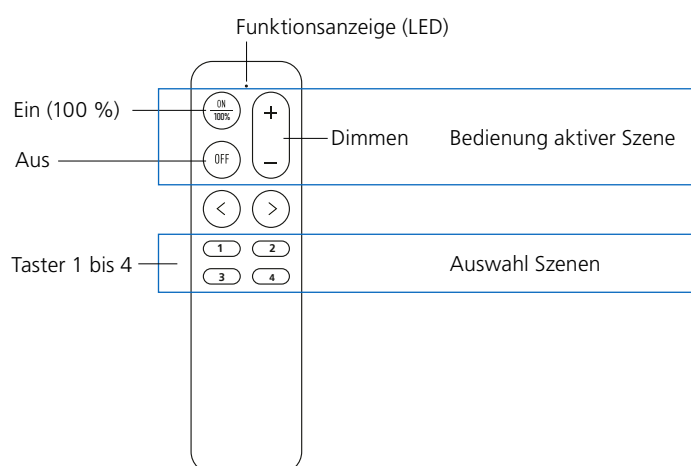 Funktionsanzeige (LED)
Ein (100 %)
ON
100%
+
Dimmen
Bedienung aktiver Szene
Aus
OFF
–
< >
Taster 1 bis 4
1 2
Auswahl Szenen
3 4